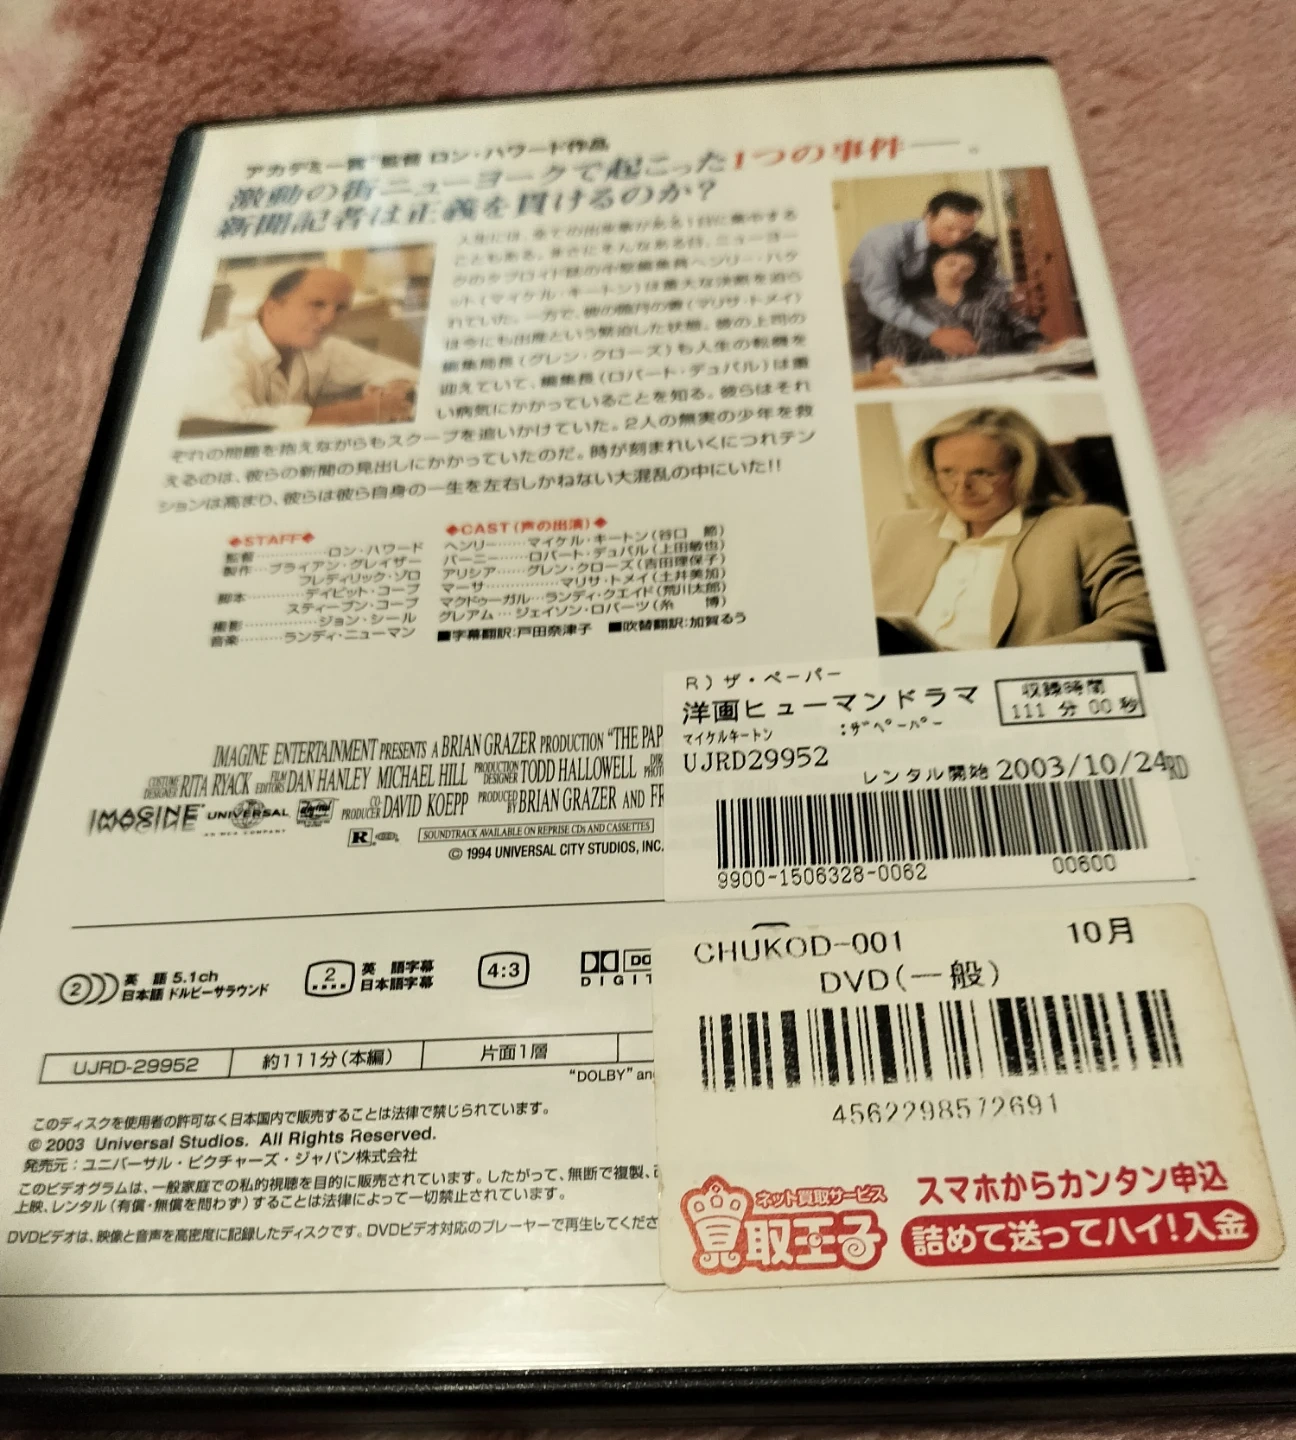 アカデミー賞 監督 ロン・ハワード作品
激動の街ニューヨークで起こった1つの事件──。
新聞記者は正義を貫けるのか?
人生には、全ての出来事がある1日に集中する
こともある。まさにそんなある日、ニューヨー
クのタブロイド誌の
ット(マイケル・キートン)は重大な決断を迫ら
れていた。一方で、彼の臨月の妻(マリサ・トメイ)
は今にも出産という緊迫した状態。彼の上司の
編集局長(グレン・クローズ)も人生の転機を
迎えていて、編集長(ロバート・デュバル)は重
い病気にかかっていることを知る。彼らはそれ
ぞれの問題を抱えながらもスクープを追いかけていた。2人の無実の少年を救
えるのは、彼らの新聞の見出しにかかっていたのだ。時が刻まれいくにつれテン
ションは高まり、彼らは彼ら自身の一生を左右しかねない大混乱の中にいた!!
◆STAFF◆
監督…………ロン・ハワード
製作…ブライアン・グレイザー
フレデリック・ゾロ
脚本………デイビット・コープ
スティーブン・コープ
撮影…………ジョン・シール
音楽……ランディ・ニューマン
◆CAST(声の出演)◆
ヘンリー……マイケル・キートン(谷口 節)
バーニー……ロバート・デュバル(上田敏也)
アリシア……グレン・クローズ(吉田理保子)
マーサ…………マリサ・トメイ(土井美加)
マクドゥーガル…ランディ・クエイド(荒川太郎)
グレアム…ジェイソン・ロバーツ(糸 博)
■字幕翻訳:戸田奈津子 ■吹替翻訳:加賀るう
IMAGINE ENTERTAINMENT PRESENTS A BRIAN GRAZER PRODUCTION "THE PAP
COSTUME DESIGNER RITA RYACK FILM EDITORS DAN HANLEY MICHAEL HILL PRODUCTION DESIGNER TODD HALLOWELL
IMAGINE UNIVERSAL CO-PRODUCER DAVID KOEPP PRODUCED BY BRIAN GRAZER AND FR
AN MCA COMPANY
R SOUNDTRACK AVAILABLE ON REPRISE CDs AND CASSETTES
© 1994 UNIVERSAL CITY STUDIOS, INC.
R)ザ・ペーパー
洋画ヒューマンドラマ
収録時間
111 分 00 秒
マイケルキートン :ザペーパー
UJRD29952
レンタル開始 2003/10/24RD
9900-1506328-0062 00600
2 英 語 5.1ch
日本語 ドルビーサラウンド
2 英 語字幕
日本語字幕
4:3
DIGIT
UJRD-29952 約111分(本編) 片面1層
"DOLBY" an
CHUKOD-001 10月
DVD(一般)
4562298572691
このディスクを使用者の許可なく日本国内で販売することは法律で禁じられています。
© 2003 Universal Studios. All Rights Reserved.
発売元:ユニバーサル・ピクチャーズ・ジャパン株式会社
このビデオグラムは、一般家庭での私的視聴を目的に販売されています。したがって、無断で複製、
上映、レンタル(有償・無償を問わず)することは法律によって一切禁止されています。
DVDビデオは、映像と音声を高密度に記録したディスクです。DVDビデオ対応のプレーヤーで再生してくださ
ネット買取サービス
買取王子
スマホからカンタン申込
詰めて送ってハイ!入金